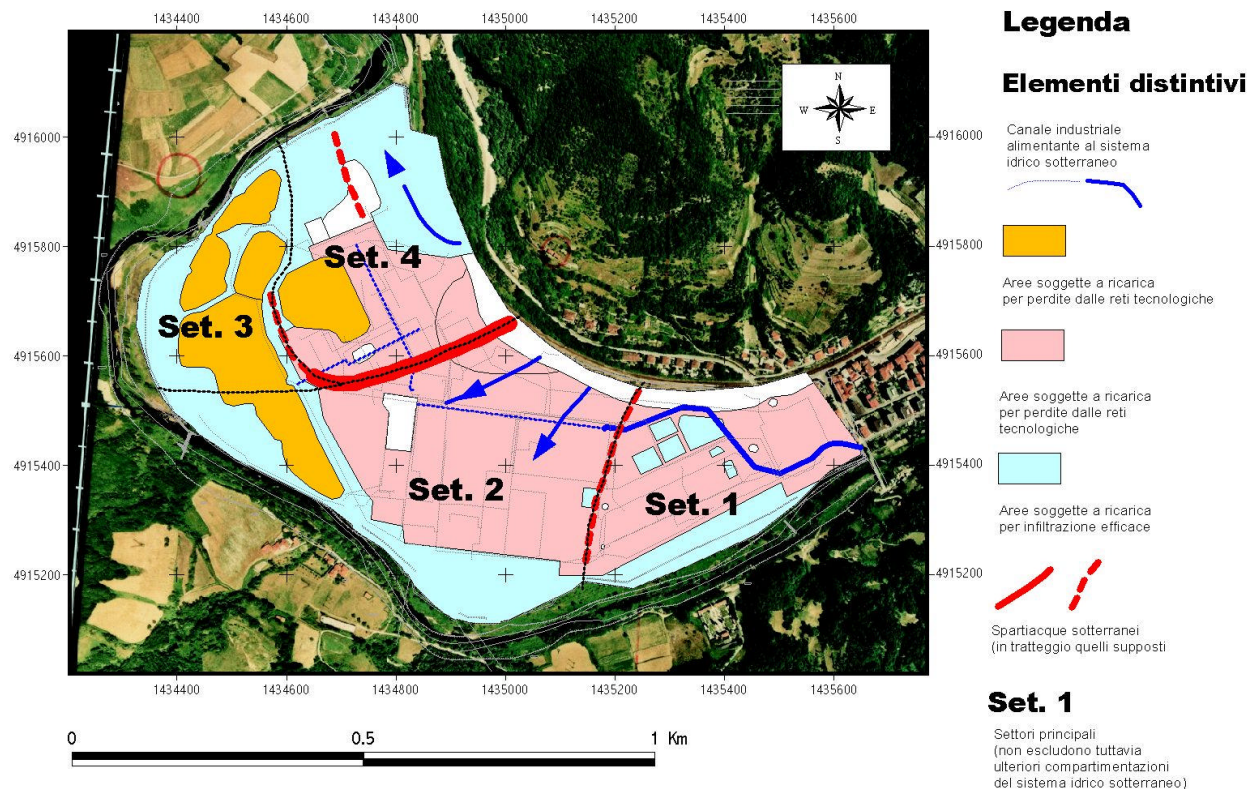 1434400 1434600 1434800 1435000 1435200 1435400 1435600
4916000
4915800
4915600
4915400
4915200
N
W E
S
4916000
4915800
4915600
4915400
4915200
Set. 4
Set. 3
Set. 2
Set. 1
1434400 1434600 1434800 1435000 1435200 1435400 1435600
0 0.5 1 Km
Legenda
Elementi distintivi
Canale industriale
alimentante al sistema
idrico sotterraneo
Aree soggette a ricarica
per perdite dalle reti tecnologiche
Aree soggette a ricarica
per perdite dalle reti
tecnologiche
Aree soggette a ricarica
per infiltrazione efficace
Spartiacque sotterranei
(in tratteggio quelli supposti
Set. 1
Settori principali
(non escludono tuttavia
ulteriori compartimentazioni
del sistema idrico sotterraneo)